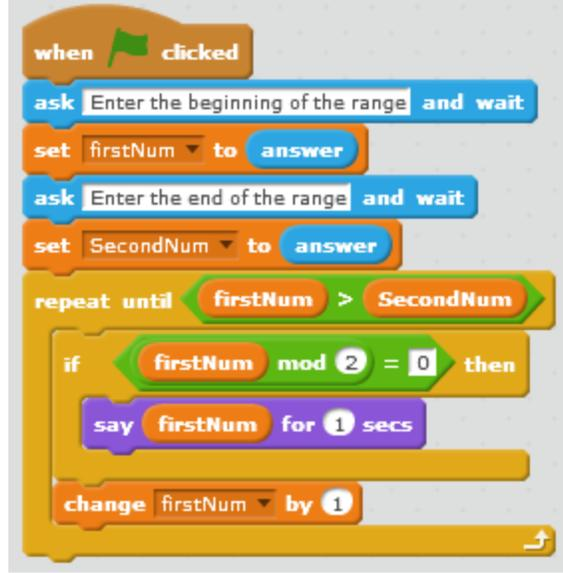 when clicked
ask Enter the beginning of the range and wait
set firstNum to answer
ask Enter the end of the range and wait
set SecondNum to answer
repeat until firstNum > SecondNum
if firstNum mod 2 = 0 then
say firstNum for 1 secs
change firstNum by 1